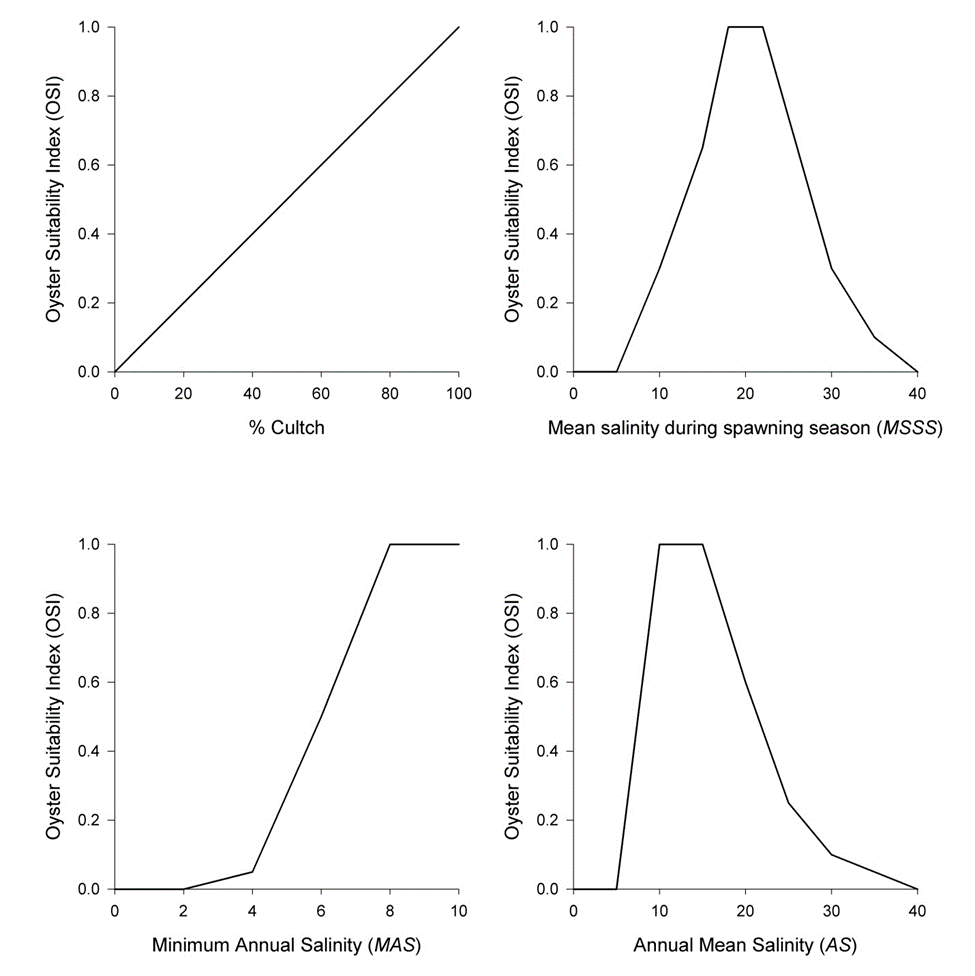 Oyster Suitability Index (OSI)
1.0
0.8
0.6
0.4
0.2
0.0
0 20 40 60 80 100
% Cultch
Oyster Suitability Index (OSI)
1.0
0.8
0.6
0.4
0.2
0.0
0 10 20 30 40
Mean salinity during spawning season (MSSS)
Oyster Suitability Index (OSI)
1.0
0.8
0.6
0.4
0.2
0.0
0 2 4 6 8 10
Minimum Annual Salinity (MAS)
Oyster Suitability Index (OSI)
1.0
0.8
0.6
0.4
0.2
0.0
0 10 20 30 40
Annual Mean Salinity (AS)